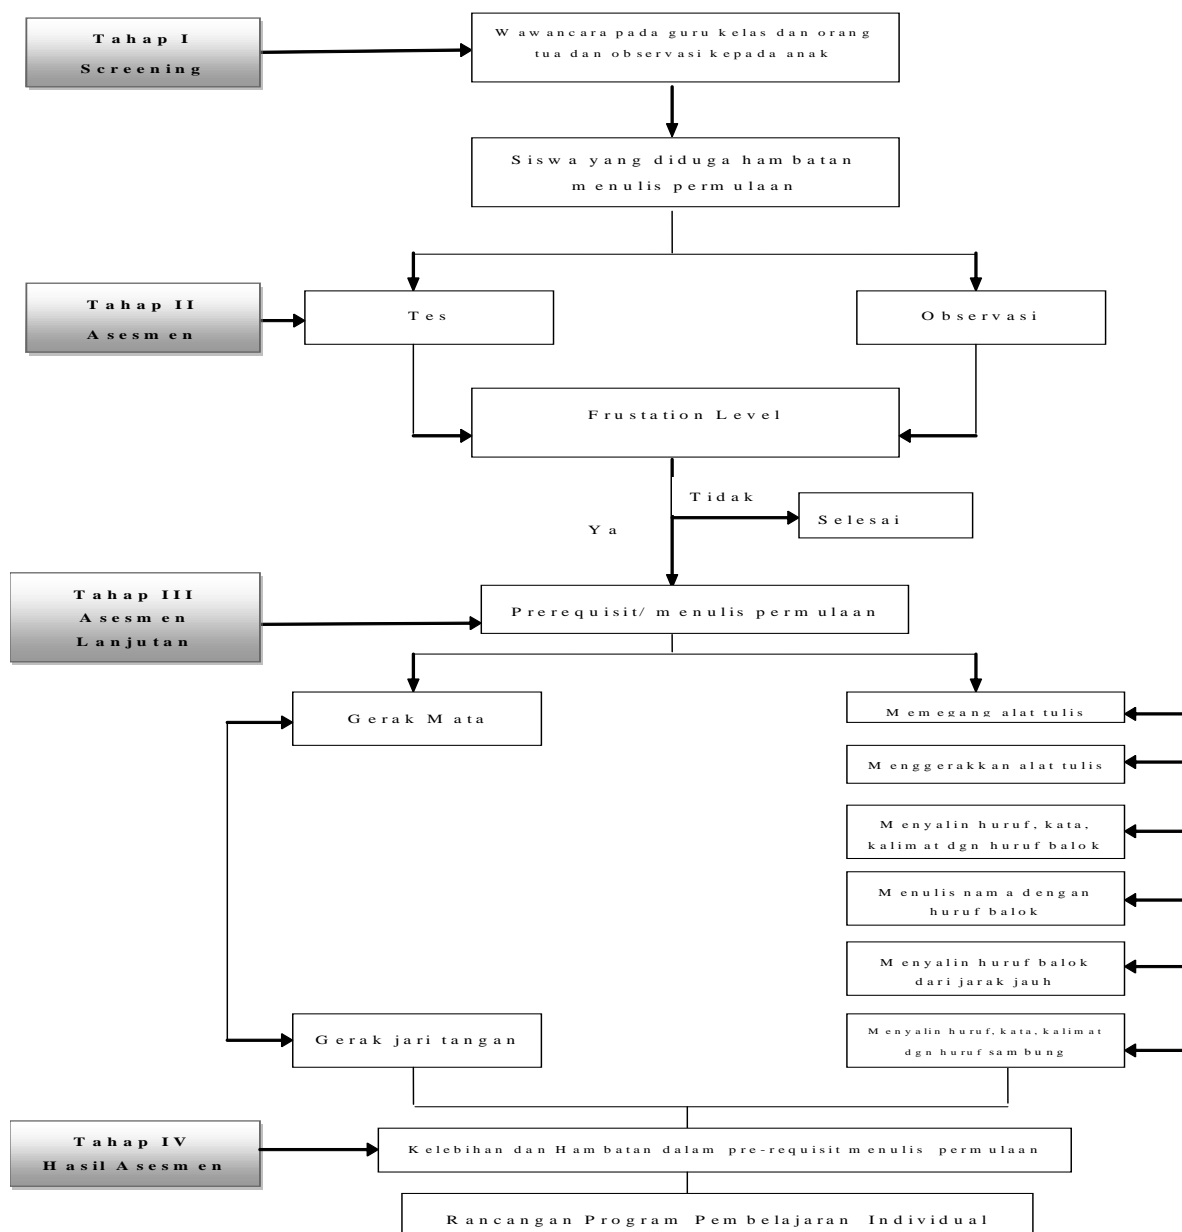 Tahap I
Screening
Wawancara pada guru kelas dan orang
tua dan observasi kepada anak
Siswa yang diduga hambatan
menulis permulaan
Tahap II
Asesmen
Tes
Observasi
Frustation Level
Tidak
Selesai
Ya
Tahap III
Asesmen
Lanjutan
Prerequisit/ menulis permulaan
Gerak Mata
Memegang alat tulis
Menggerakkan alat tulis
Menyalin huruf, kata,
kalimat dgn huruf balok
Menulis nama dengan
huruf balok
Menyalin huruf balok
dari jarak jauh
Gerak jari tangan
Menyalin huruf, kata, kalimat
dgn huruf sambung
Tahap IV
Hasil Asesmen
Kelebihan dan Hambatan dalam pre-requisit menulis permulaan
Rancangan Program Pembelajaran Individual